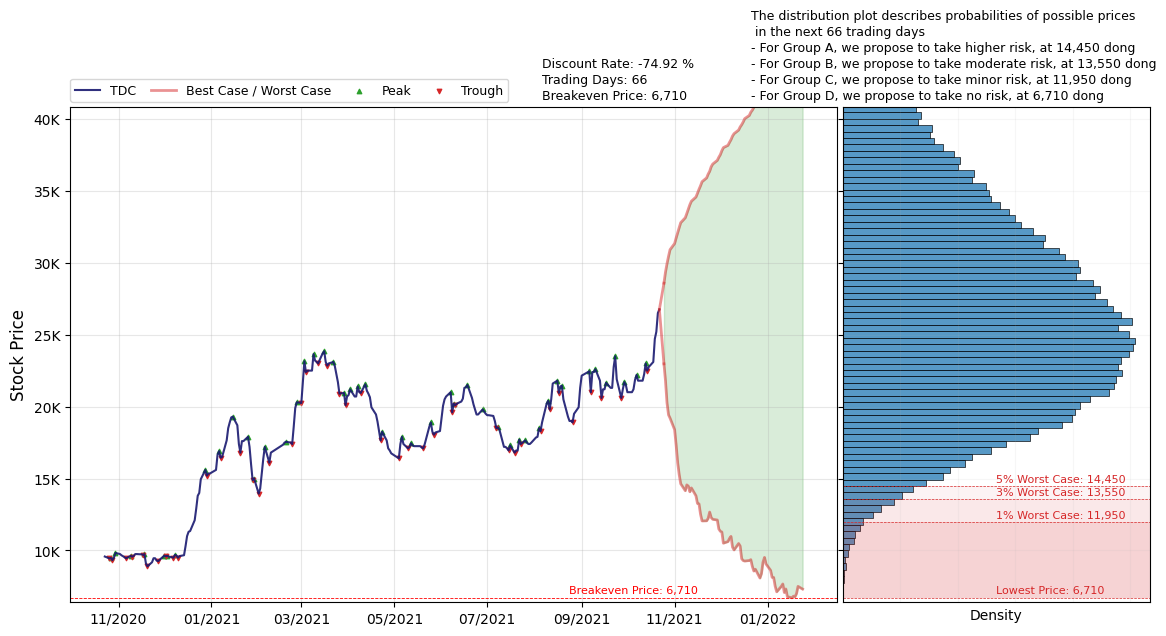 The distribution plot describes probabilities of possible prices
in the next 66 trading days
- For Group A, we propose to take higher risk, at 14,450 dong
- For Group B, we propose to take moderate risk, at 13,550 dong
- For Group C, we propose to take minor risk, at 11,950 dong
- For Group D, we propose to take no risk, at 6,710 dong
Discount Rate: -74.92 %
Trading Days: 66
Breakeven Price: 6,710
TDC Best Case / Worst Case Peak Trough
Stock Price
40K
35K
30K
25K
20K
15K
10K
Breakeven Price: 6,710
11/2020 01/2021 03/2021 05/2021 07/2021 09/2021 11/2021 01/2022
5% Worst Case: 14,450
3% Worst Case: 13,550
1% Worst Case: 11,950
Lowest Price: 6,710
Density